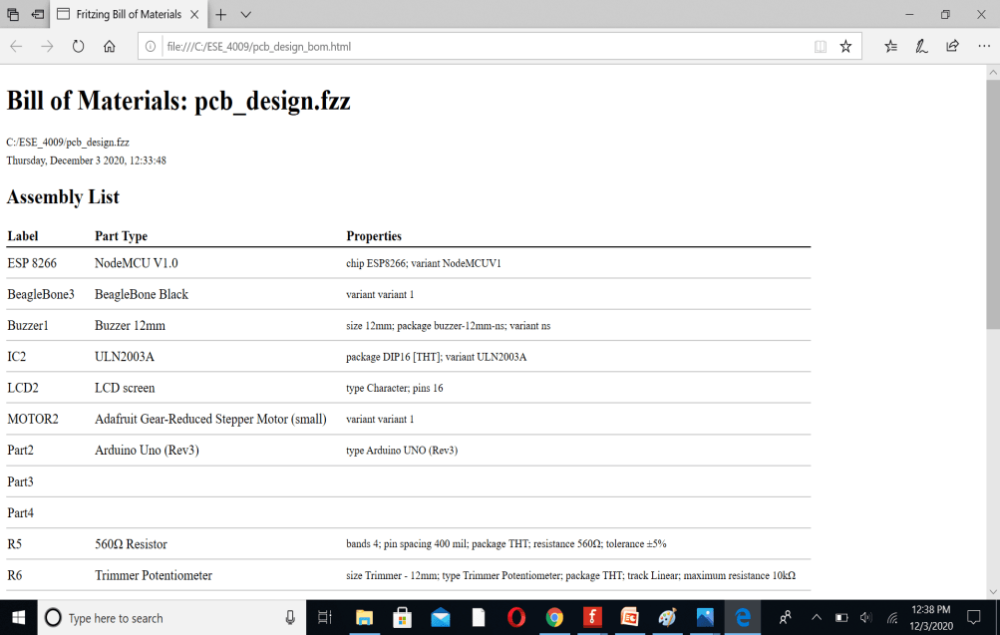 Fritzing Bill of Materials
file:///C:/ESE_4009/pcb_design_bom.html
Bill of Materials: pcb_design.fzz
C:/ESE_4009/pcb_design.fzz
Thursday, December 3 2020, 12:33:48
Assembly List
Label Part Type Properties
ESP 8266 NodeMCU V1.0 chip ESP8266; variant NodeMCUV1
BeagleBone3 BeagleBone Black variant variant 1
Buzzer1 Buzzer 12mm size 12mm; package buzzer-12mm-ns; variant ns
IC2 ULN2003A package DIP16 [THT]; variant ULN2003A
LCD2 LCD screen type Character; pins 16
MOTOR2 Adafruit Gear-Reduced Stepper Motor (small) variant variant 1
Part2 Arduino Uno (Rev3) type Arduino UNO (Rev3)
Part3
Part4
R5 560Ω Resistor bands 4; pin spacing 400 mil; package THT; resistance 560Ω; tolerance ±5%
R6 Trimmer Potentiometer size Trimmer - 12mm; type Trimmer Potentiometer; package THT; track Linear; maximum resistance 10kΩ
Type here to search
12:38 PM
12/3/2020